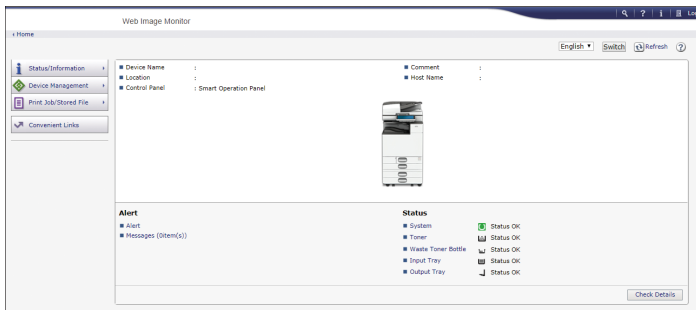 Web Image Monitor
?
i
Home
English
Switch
Refresh
?
Status/Information
Device Management
Print Job/Stored File
Convenient Links
Device Name :
Location :
Control Panel : Smart Operation Panel
Comment :
Host Name :
Alert
Alert
Messages (0item(s))
Status
System Status OK
Toner Status OK
Waste Toner Bottle Status OK
Input Tray Status OK
Output Tray Status OK
Check Details